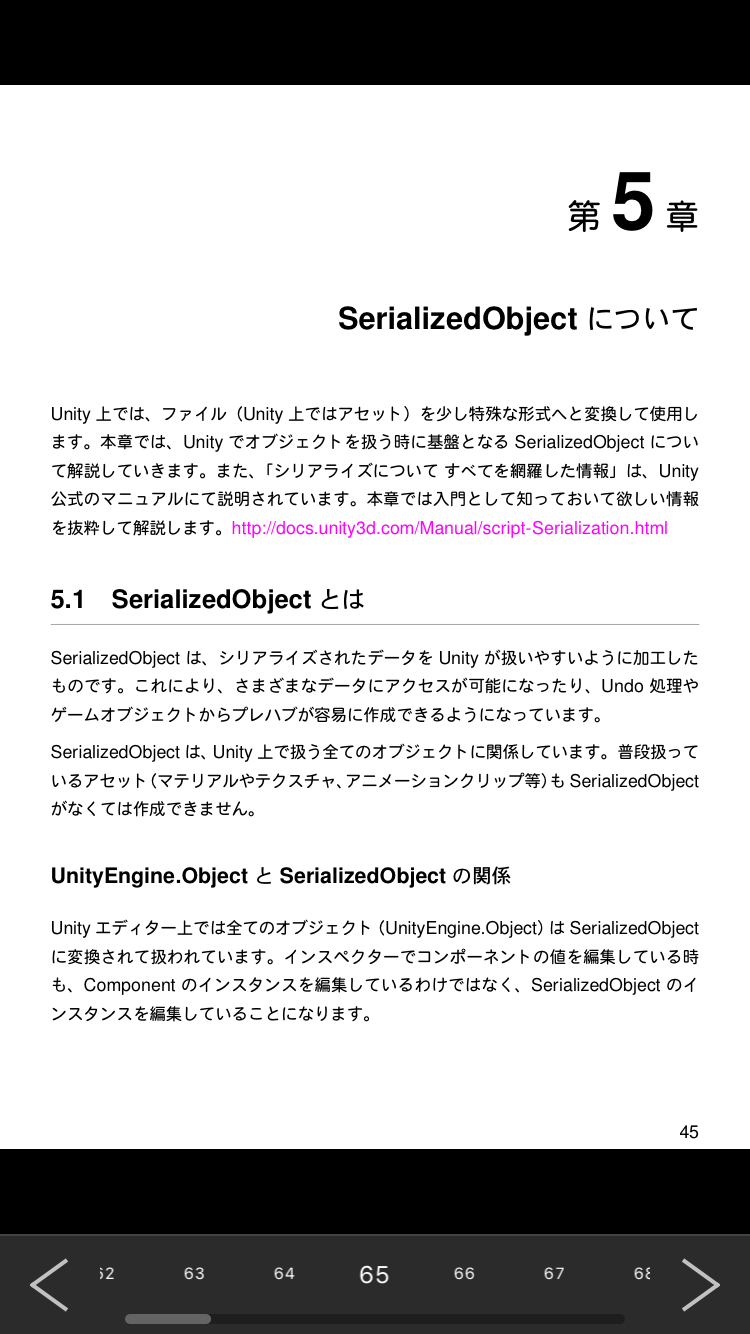 第 5 章
SerializedObject について
Unity 上では、ファイル（Unity 上ではアセット）を少し特殊な形式へと変換して使用し
ます。本章では、Unity でオブジェクトを扱う時に基盤となる SerializedObject につい
て解説していきます。また、「シリアライズについて すべてを網羅した情報」は、Unity
公式のマニュアルにて説明されています。本章では入門として知っておいて欲しい情報
を抜粋して解説します。http://docs.unity3d.com/Manual/script-Serialization.html
5.1 SerializedObject とは
SerializedObject は、シリアライズされたデータを Unity が扱いやすいように加工した
ものです。これにより、さまざまなデータにアクセスが可能になったり、Undo 処理や
ゲームオブジェクトからプレハブが容易に作成できるようになっています。
SerializedObject は、Unity 上で扱う全てのオブジェクトに関係しています。普段扱って
いるアセット（マテリアルやテクスチャ、アニメーションクリップ等）も SerializedObject
がなくては作成できません。
UnityEngine.Object と SerializedObject の関係
Unity エディター上では全てのオブジェクト（UnityEngine.Object）は SerializedObject
に変換されて扱われています。インスペクターでコンポーネントの値を編集している時
も、Component のインスタンスを編集しているわけではなく、SerializedObject のイ
ンスタンスを編集していることになります。
45
63 64 65 66 67